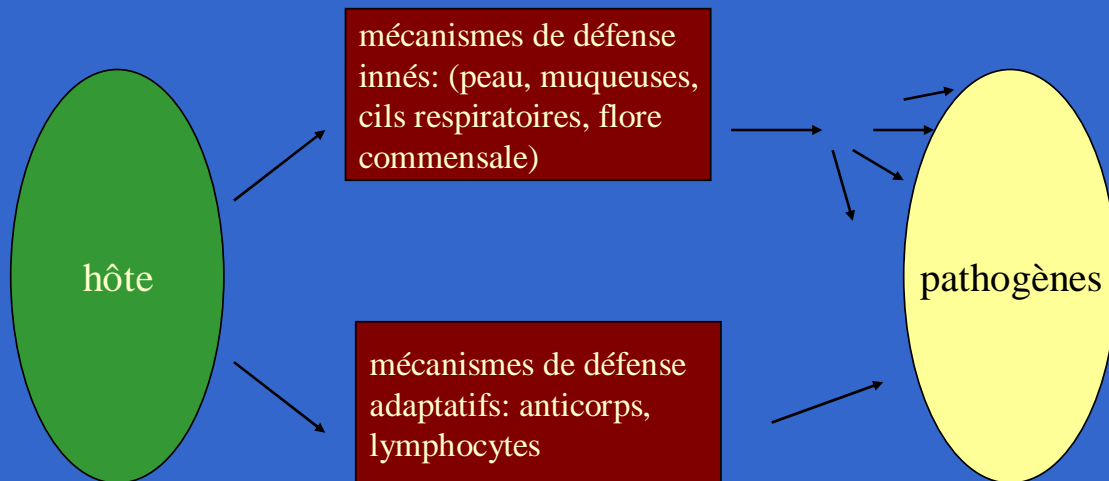 mécanismes de défense
innés: (peau, muqueuses,
cils respiratoires, flore
commensale)
hôte
pathogènes
mécanismes de défense
adaptatifs: anticorps,
lymphocytes